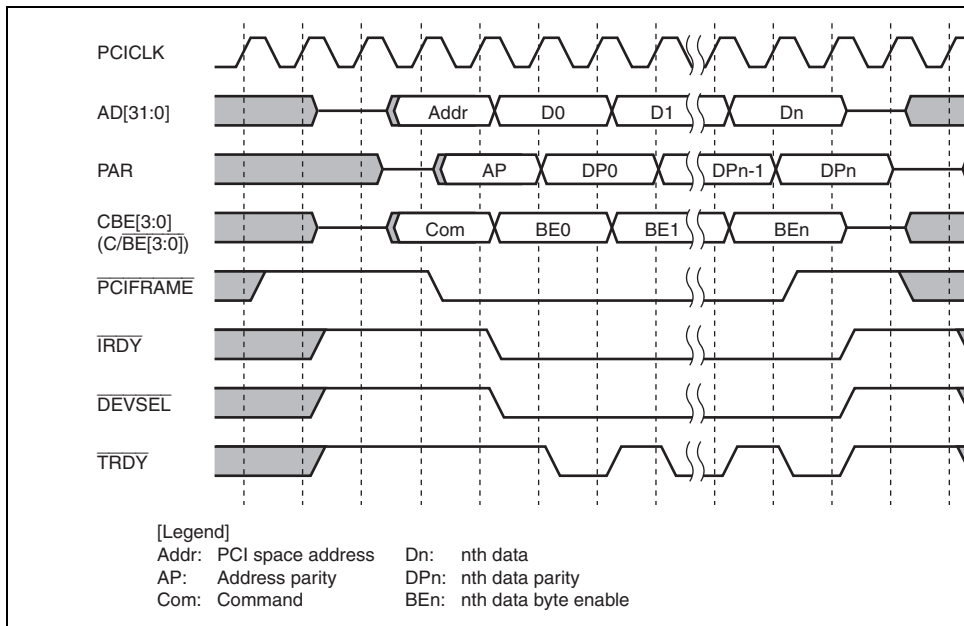 PCICLK
AD[31:0] Addr D0 D1 Dn
PAR AP DP0 DPn-1 DPn
CBE[3:0] Com BE0 BE1 BEn
(C/BE[3:0])
PCIFRAME
IRDY
DEVSEL
TRDY
[Legend]
Addr: PCI space address Dn: nth data
AP: Address parity DPn: nth data parity
Com: Command BEn: nth data byte enable